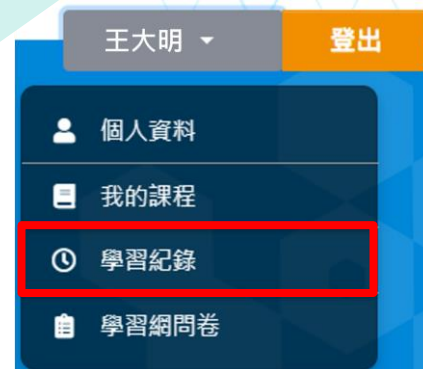 王大明
登出
個人資料
我的課程
學習紀錄
學習網問卷